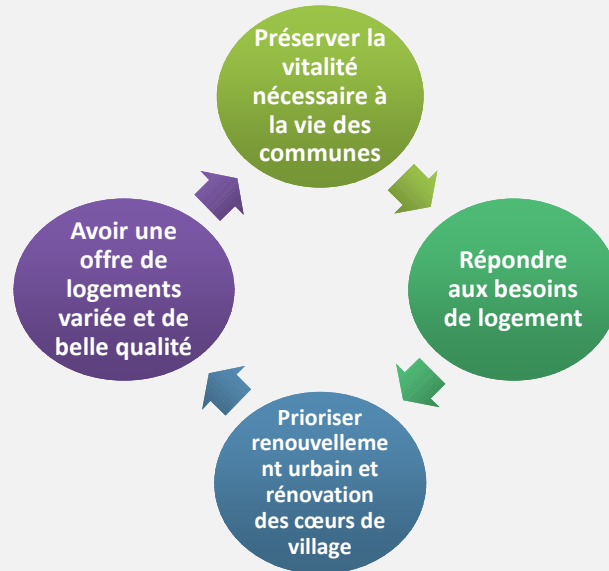 Préserver la
vitalité
nécessaire à
la vie des
communes
Répondre
aux besoins
de logement
Prioriser
renouvelleme
nt urbain et
rénovation
des cœurs de
village
Avoir une
offre de
logements
variée et de
belle qualité